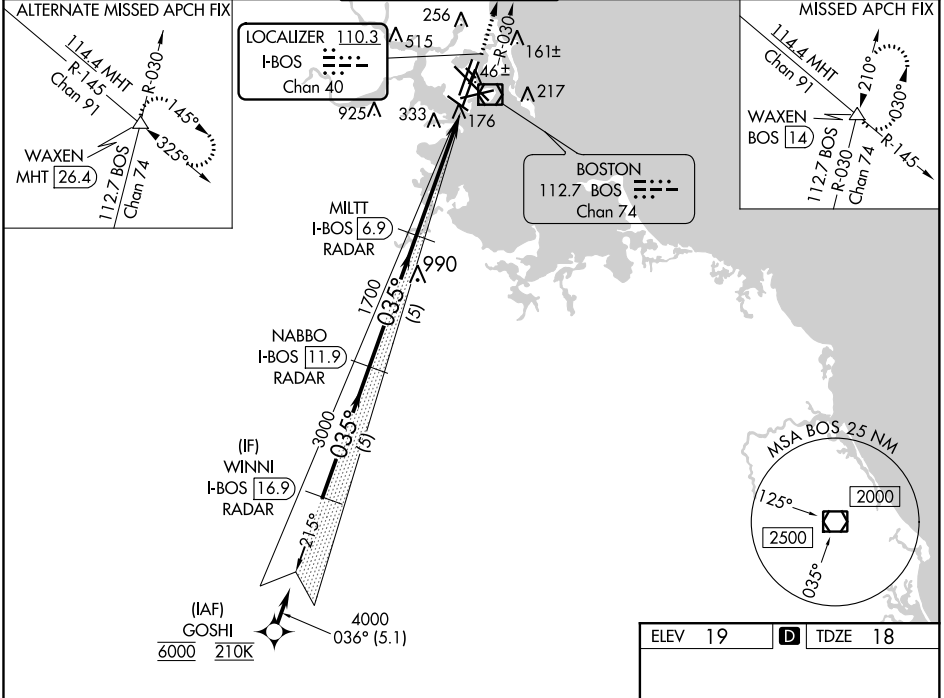 ALTERNATE MISSED APCH FIX
114.4 MHT
R-145
Chan 91
R-030
145°
325°
WAXEN
MHT 26.4
112.7 BOS
Chan 74
LOCALIZER 110.3
I-BOS
Chan 40
256
515
R-030
161±
46±
217
925
333
176
MISSED APCH FIX
114.4 MHT
Chan 91
210°
030°
WAXEN
BOS 14
R-145
112.7 BOS
R-030
Chan 74
BOSTON
112.7 BOS
Chan 74
MILTT
I-BOS 6.9
RADAR
990
1700
035°
(5)
NABBO
I-BOS 11.9
RADAR
3000
035°
(5)
(IF)
WINNI
I-BOS 16.9
RADAR
215°
(IAF)
GOSHI
6000 210K
4000
036° (5.1)
MSA BOS 25 NM
125°
2000
2500
035°
ELEV 19 D TDZE 18